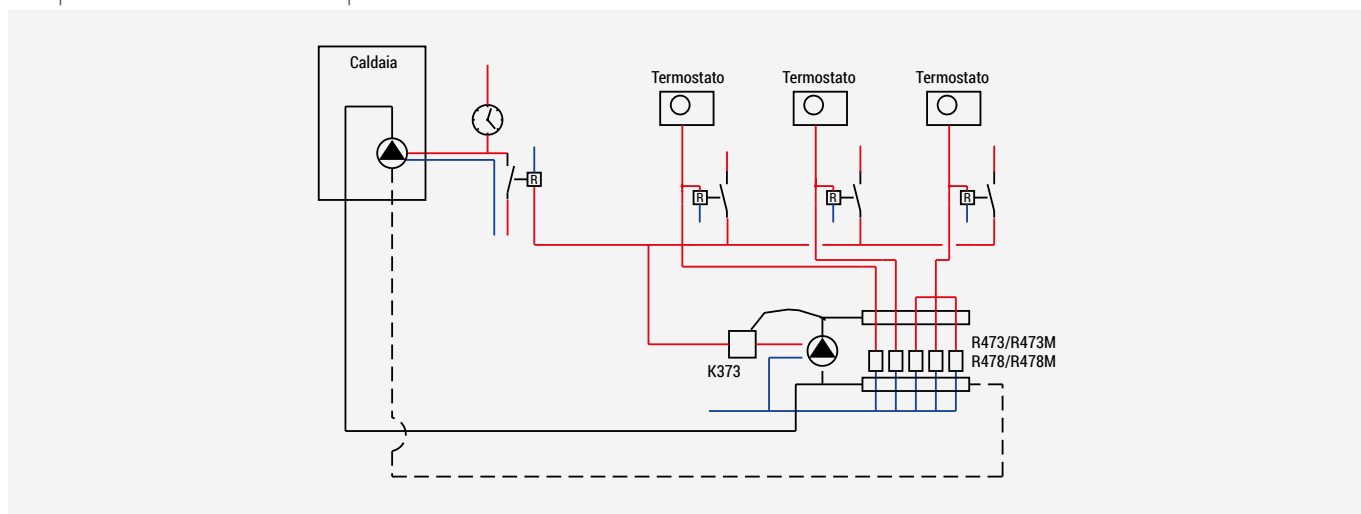 Caldaia
Termostato
Termostato
Termostato
R
R
R
R
R473/R473M
R478/R478M
K373